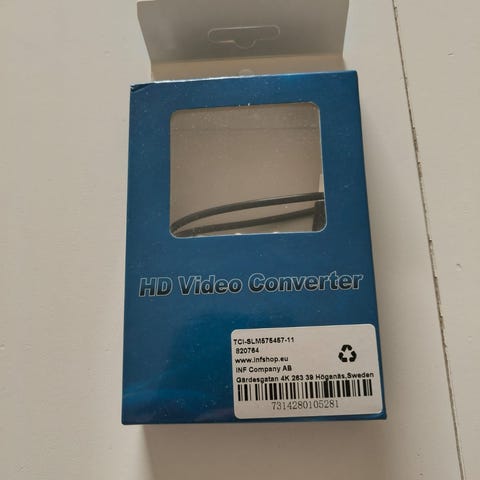 HD Video Converter
TCI-SLM575457-11
820764
www.infshop.eu
INF Company AB
Gärdesgatan 4K 263 39 Höganäs,Sweden
7314280105281